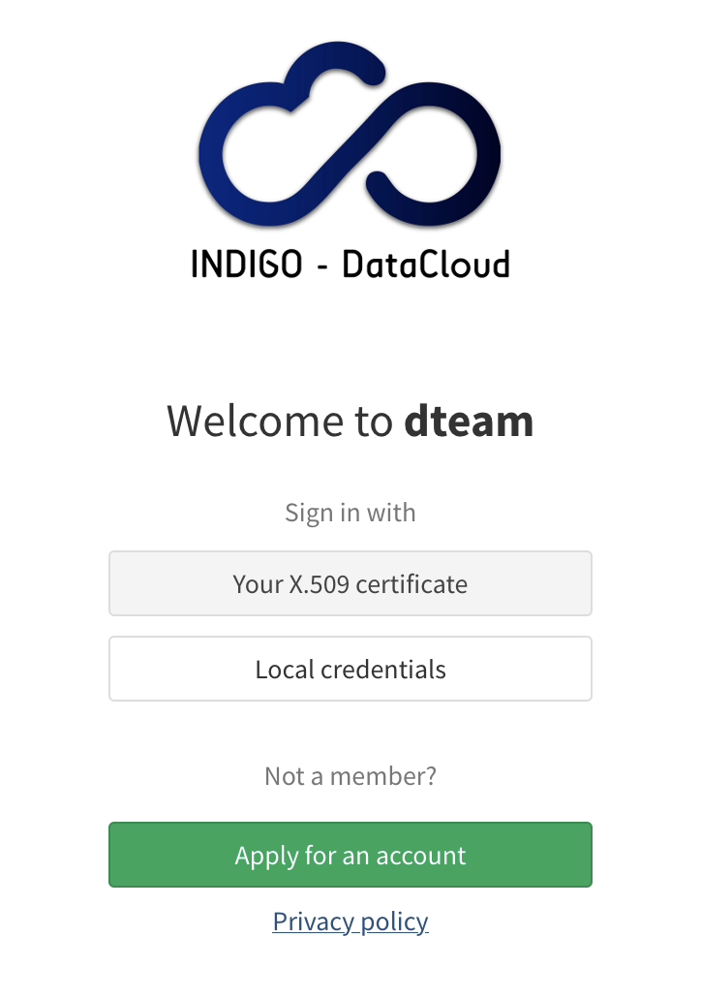 INDIGO - DataCloud
Welcome to dteam
Sign in with
Your X.509 certificate
Local credentials
Not a member?
Apply for an account
Privacy policy